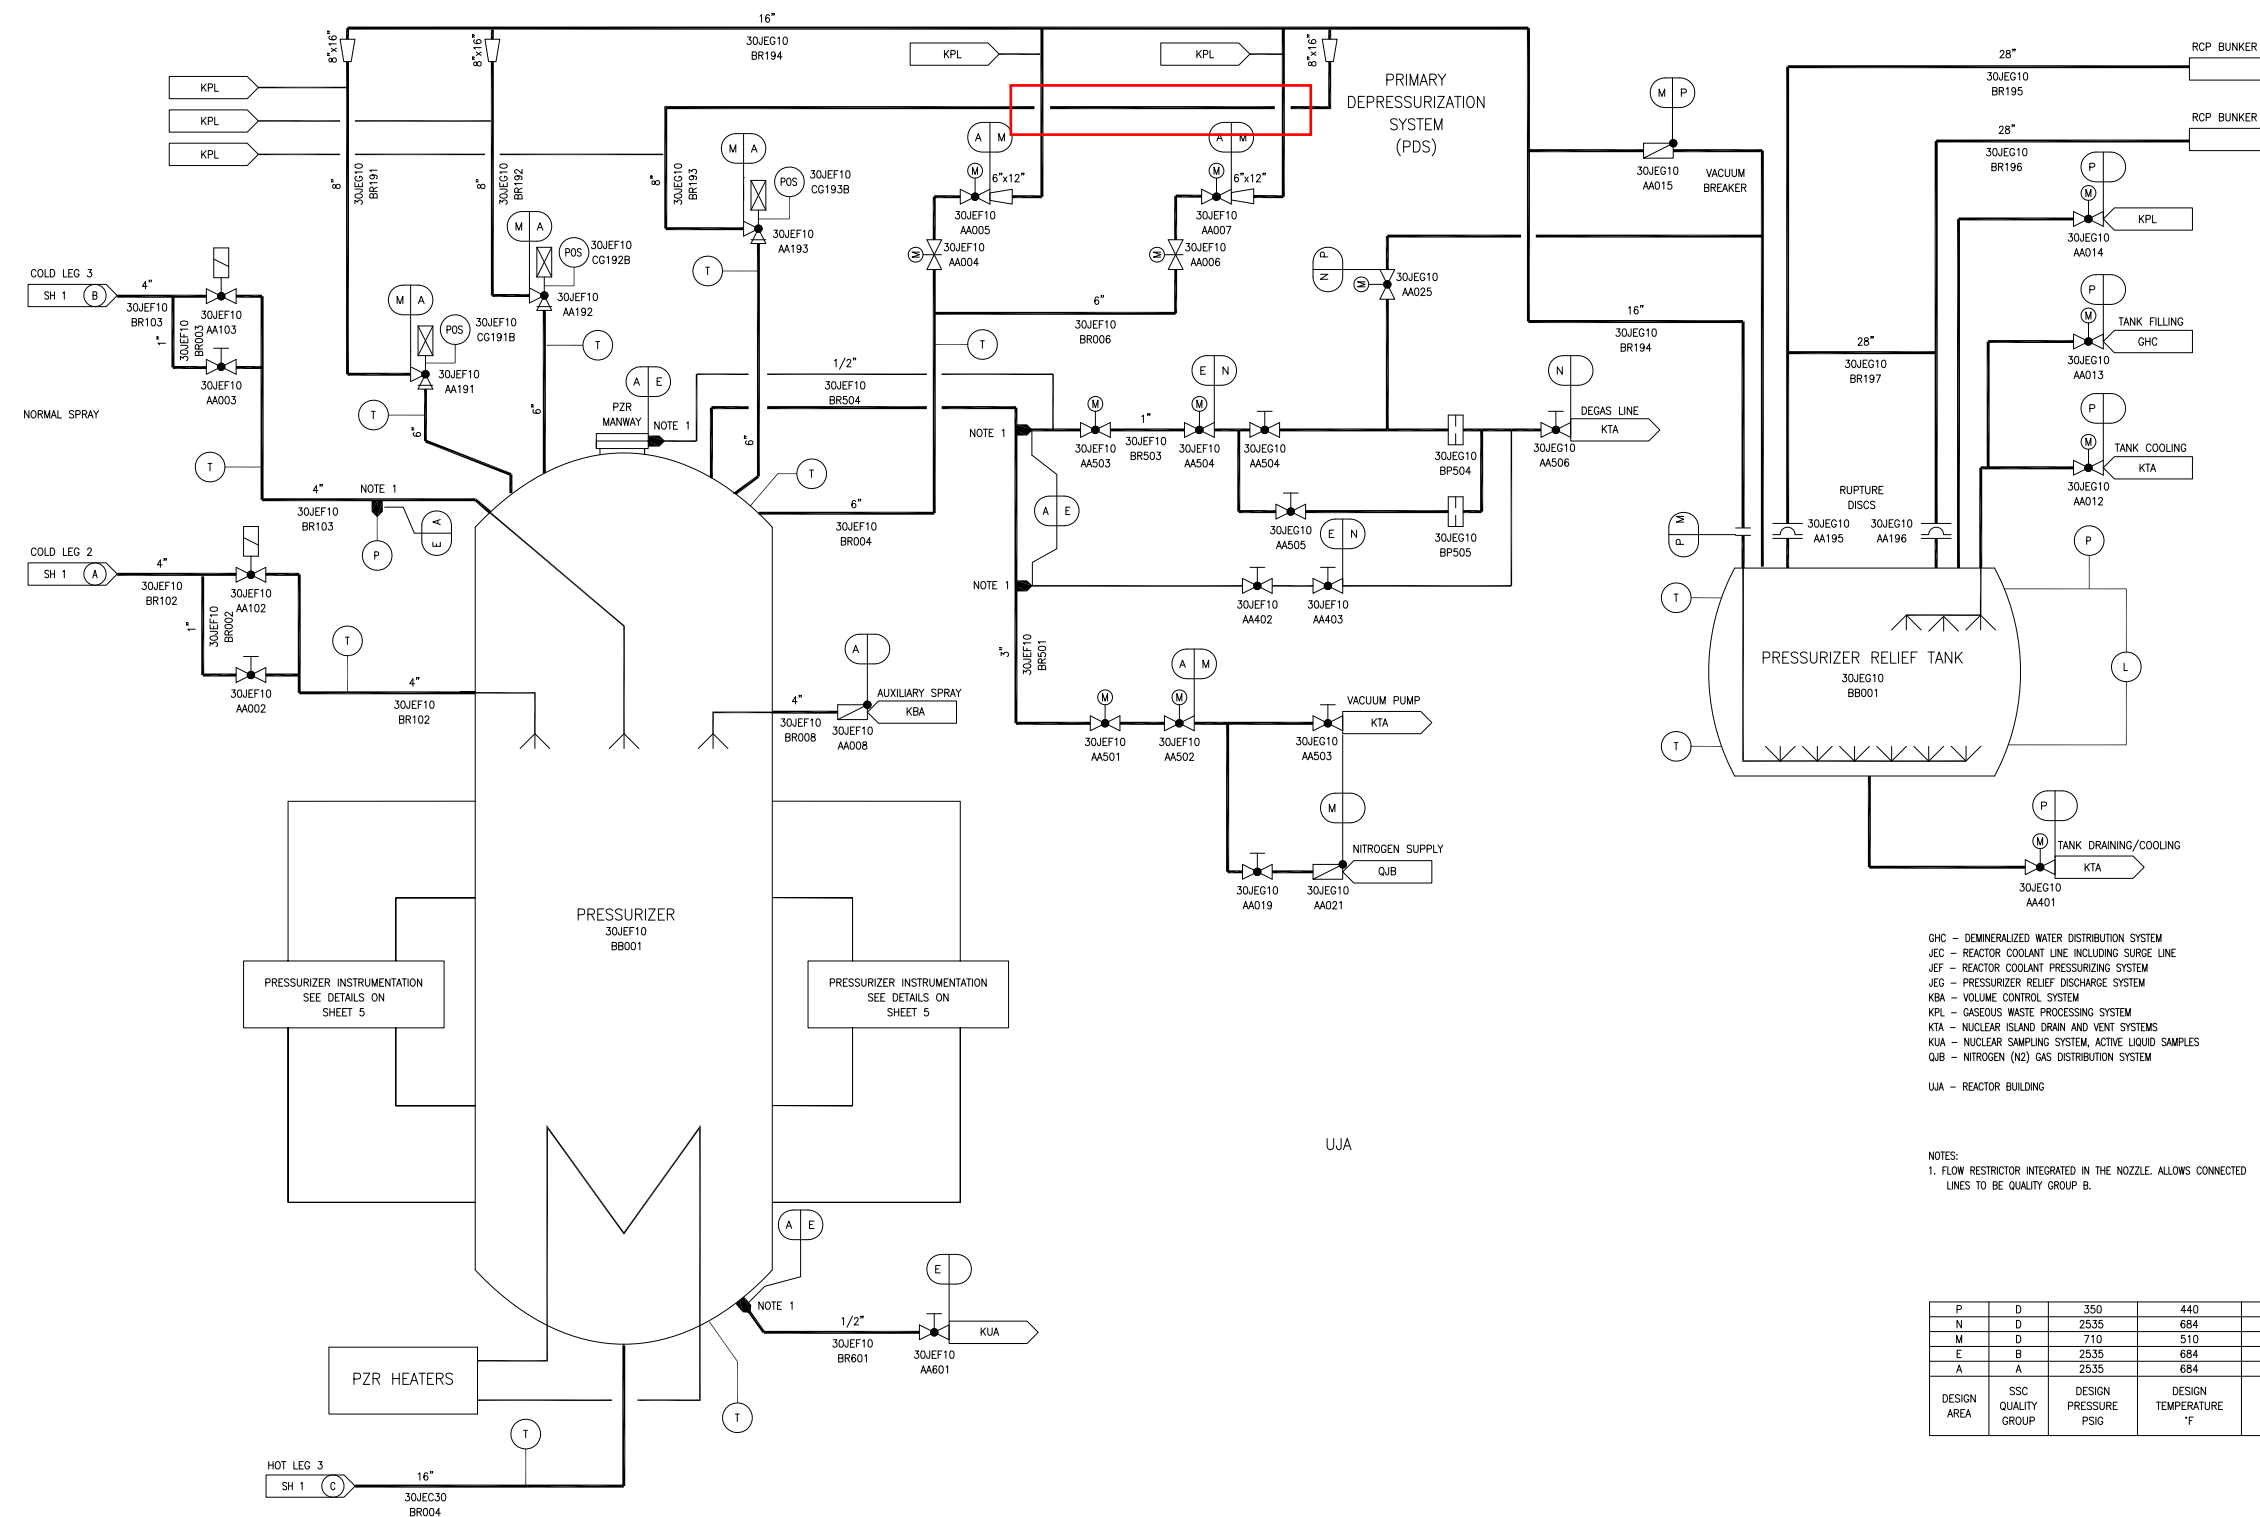 16"
30JEG10
BR194
8"x16"
8"x16"
8"x16"
KPL
KPL
KPL
KPL
KPL
PRIMARY
DEPRESSURIZATION
SYSTEM
(PDS)
28"
30JEG10
BR195
RCP BUNKER
28"
30JEG10
BR196
RCP BUNKER
M P
30JEG10
AA015
VACUUM
BREAKER
8"
30JEG10
BR191
8"
30JEG10
BR192
8"
30JEG10
BR193
M A
POS
30JEF10
CG193B
30JEF10
AA193
M A
POS
30JEF10
CG192B
30JEF10
AA192
M A
POS
30JEF10
CG191B
30JEF10
AA191
A M
M
6"x12"
30JEF10
AA005
M
30JEF10
AA004
A M
M
6"x12"
30JEF10
AA007
M
30JEF10
AA006
6"
30JEF10
BR006
N P
M
30JEG10
AA025
16"
30JEG10
BR194
P
M
KPL
30JEG10
AA014
P
M
TANK FILLING
GHC
30JEG10
AA013
P
M
TANK COOLING
KTA
30JEG10
AA012
28"
30JEG10
BR197
COLD LEG 3
SH 1 B
4"
30JEF10
BR103
1"
30JEF10
BR003
30JEF10
AA103
30JEF10
AA003
NORMAL SPRAY
T
T
T
T
T
6"
6"
6"
T
4"
30JEF10
BR103
NOTE 1
P
E A
A E
PZR
MANWAY
NOTE 1
1/2"
30JEF10
BR504
T
6"
30JEF10
BR004
NOTE 1
M
30JEF10
AA503
1"
30JEF10
BR503
E N
M
30JEF10
AA504
30JEG10
AA504
30JEG10
BP504
N
DEGAS LINE
KTA
30JEG10
AA506
A E
30JEG10
AA505
30JEG10
BP505
E N
NOTE 1
30JEF10
AA402
30JEF10
AA403
COLD LEG 2
SH 1 A
4"
30JEF10
BR102
1"
30JEF10
BR002
30JEF10
AA102
30JEF10
AA002
T
4"
30JEF10
BR102
3"
30JEF10
BR501
A
AUXILIARY SPRAY
KBA
4"
30JEF10
BR008
30JEF10
AA008
M
30JEF10
AA501
A M
M
30JEF10
AA502
VACUUM PUMP
KTA
30JEG10
AA503
M
NITROGEN SUPPLY
QJB
30JEG10
AA019
30JEG10
AA021
P M
RUPTURE
DISCS
30JEG10
AA195
30JEG10
AA196
P
T
T
L
PRESSURIZER RELIEF TANK
30JEG10
BB001
P
M
TANK DRAINING/COOLING
KTA
30JEG10
AA401
PRESSURIZER
30JEF10
BB001
PRESSURIZER INSTRUMENTATION
SEE DETAILS ON
SHEET 5
PRESSURIZER INSTRUMENTATION
SEE DETAILS ON
SHEET 5
GHC – DEMINERALIZED WATER DISTRIBUTION SYSTEM
JEC – REACTOR COOLANT LINE INCLUDING SURGE LINE
JEF – REACTOR COOLANT PRESSURIZING SYSTEM
JEG – PRESSURIZER RELIEF DISCHARGE SYSTEM
KBA – VOLUME CONTROL SYSTEM
KPL – GASEOUS WASTE PROCESSING SYSTEM
KTA – NUCLEAR ISLAND DRAIN AND VENT SYSTEMS
KUA – NUCLEAR SAMPLING SYSTEM, ACTIVE LIQUID SAMPLES
QJB – NITROGEN (N2) GAS DISTRIBUTION SYSTEM
UJA – REACTOR BUILDING
UJA
NOTES:
1. FLOW RESTRICTOR INTEGRATED IN THE NOZZLE. ALLOWS CONNECTED
LINES TO BE QUALITY GROUP B.
A E
NOTE 1
1/2"
30JEF10
BR601
E
30JEF10
AA601
KUA
T
PZR HEATERS
T
HOT LEG 3
SH 1 C
16"
30JEC30
BR004
P D 350 440
N D 2535 684
M D 710 510
E B 2535 684
A A 2535 684
DESIGN AREA SSC QUALITY GROUP DESIGN PRESSURE PSIG DESIGN TEMPERATURE °F